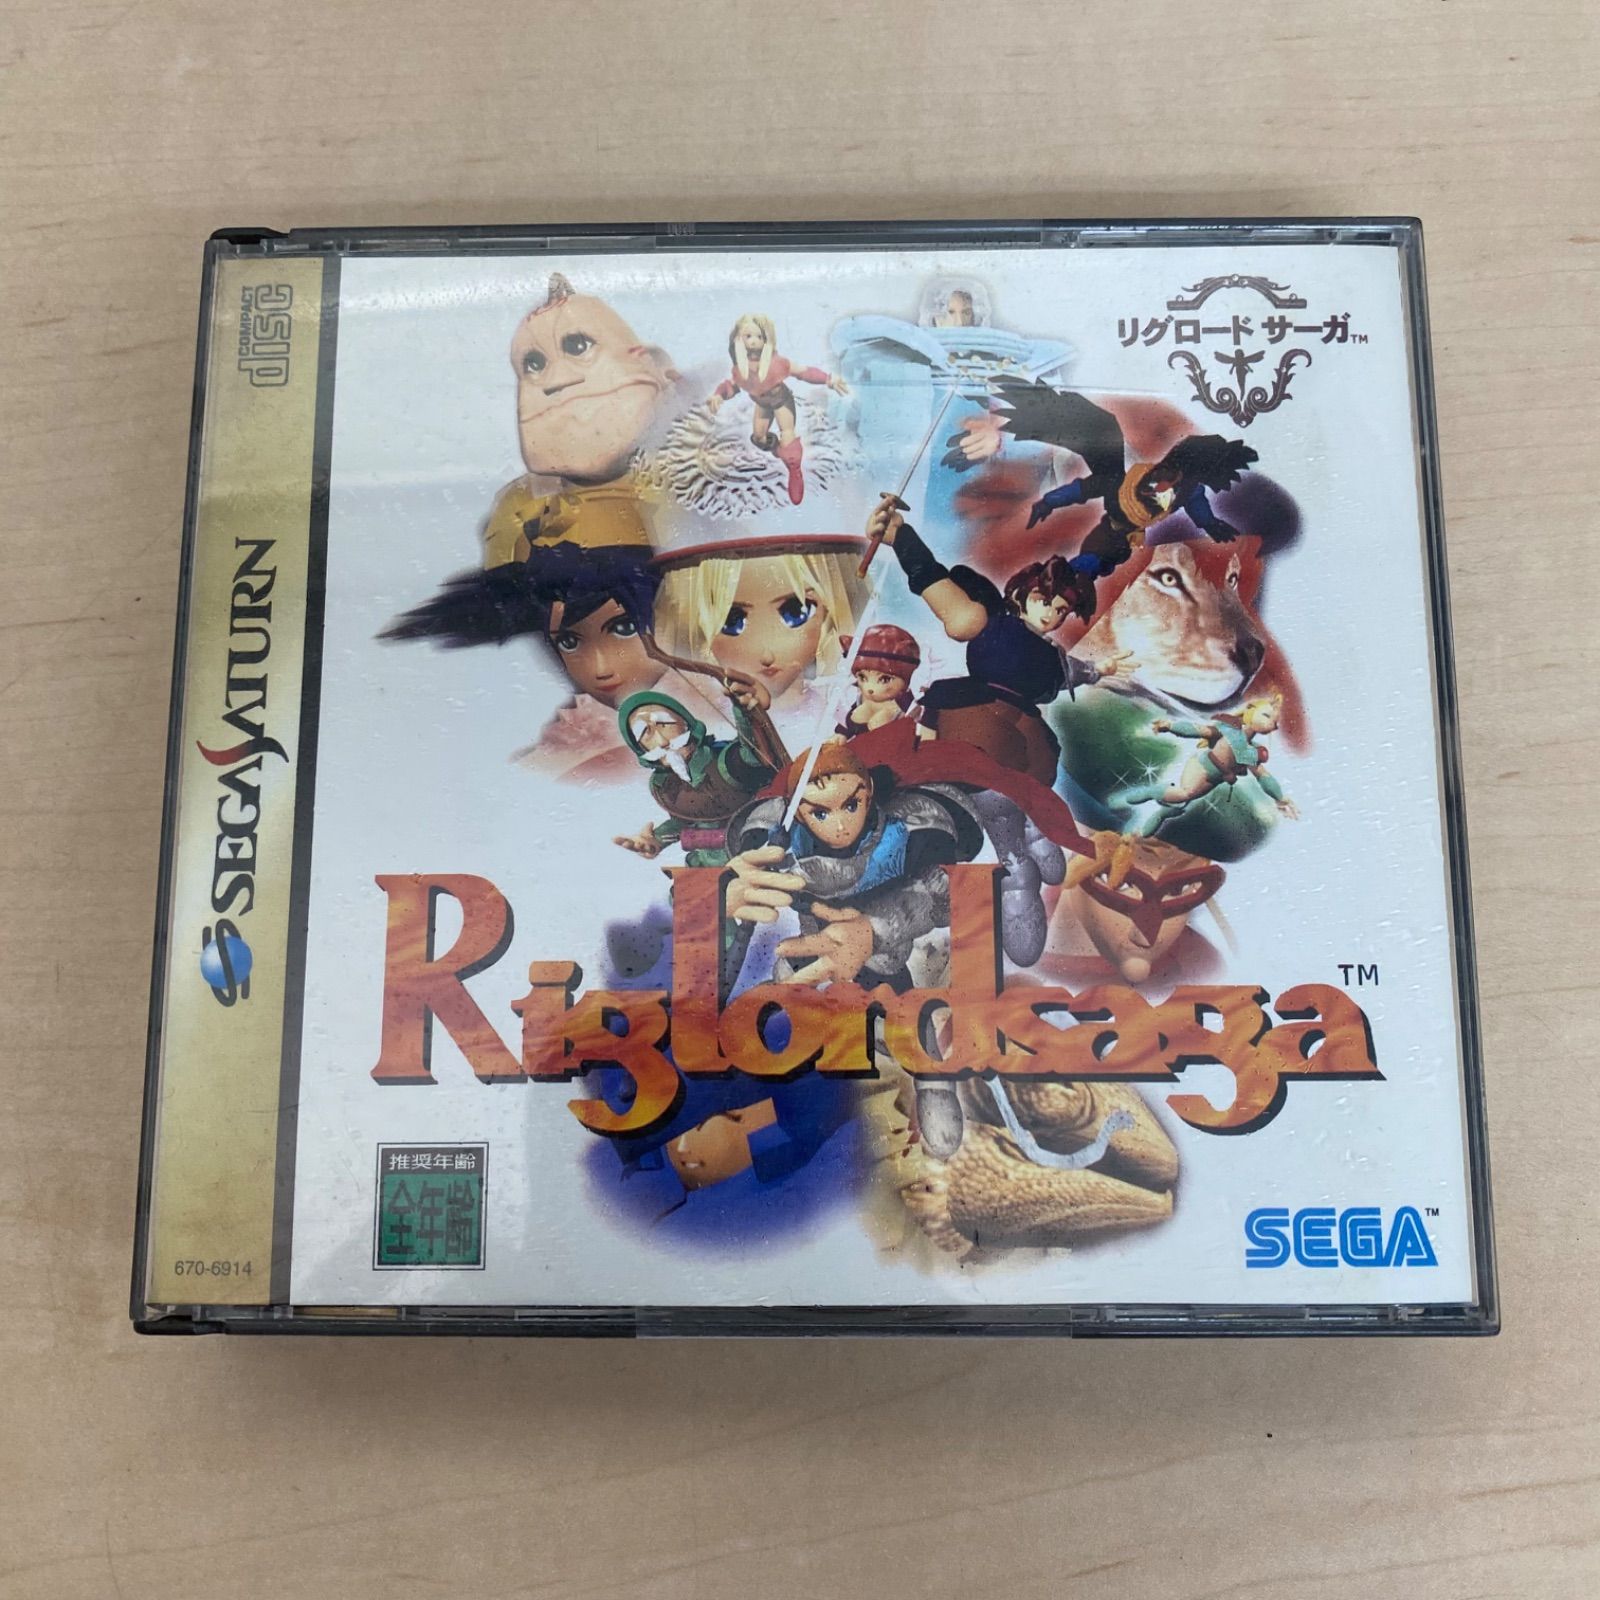 COMPACT
disc
SEGA SATURN
670-6914
リグロード サーガ™
Riglordsaga™
推奨年齢
全年齢
SEGA™